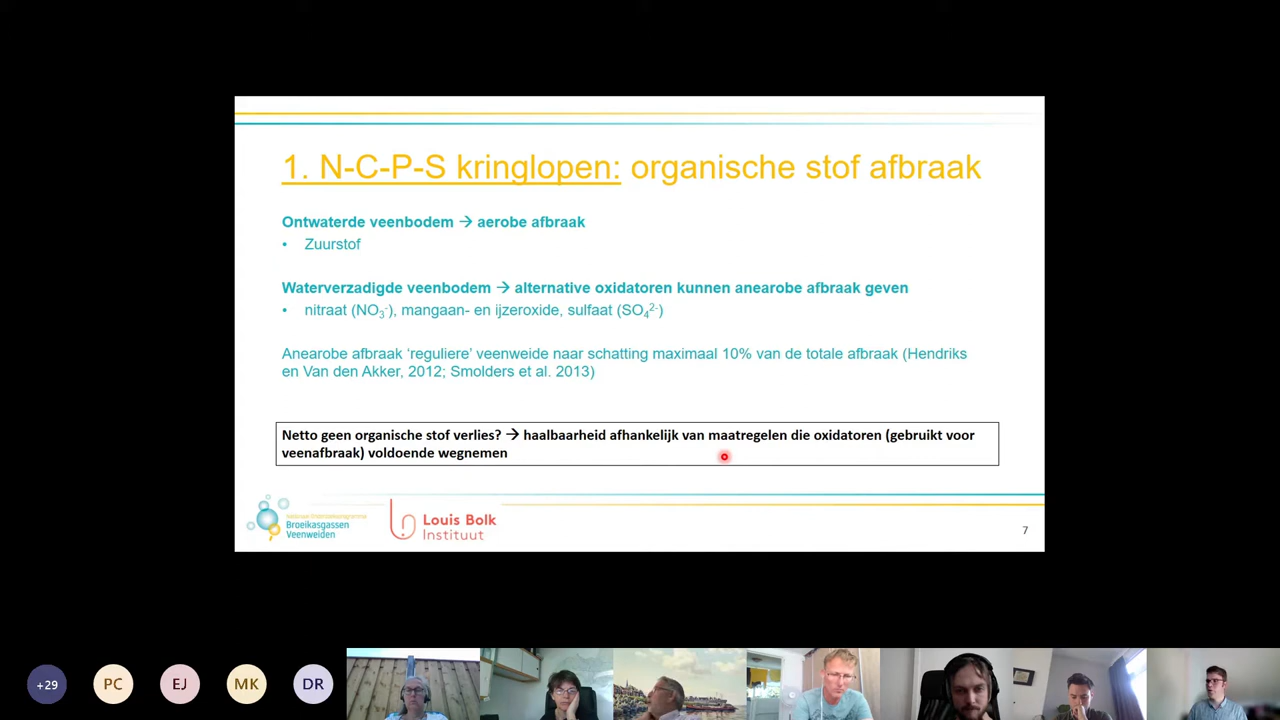 1. N-C-P-S kringlopen: organische stof afbraak
Ontwaterde veenbodem → aerobe afbraak
• Zuurstof
Waterverzadigde veenbodem → alternative oxidatoren kunnen anearobe afbraak geven
• nitraat (NO₃⁻), mangaan- en ijzeroxide, sulfaat (SO₄²⁻)
Anearobe afbraak ‘reguliere’ veenweide naar schatting maximaal 10% van de totale afbraak (Hendriks
en Van den Akker, 2012; Smolders et al. 2013)
Netto geen organische stof verlies? → haalbaarheid afhankelijk van maatregelen die oxidatoren (gebruikt voor
veenafbraak) voldoende wegnemen
Broeikasgassen
Veenweiden
Louis Bolk
Instituut
7
+29
PC
EJ
MK
DR